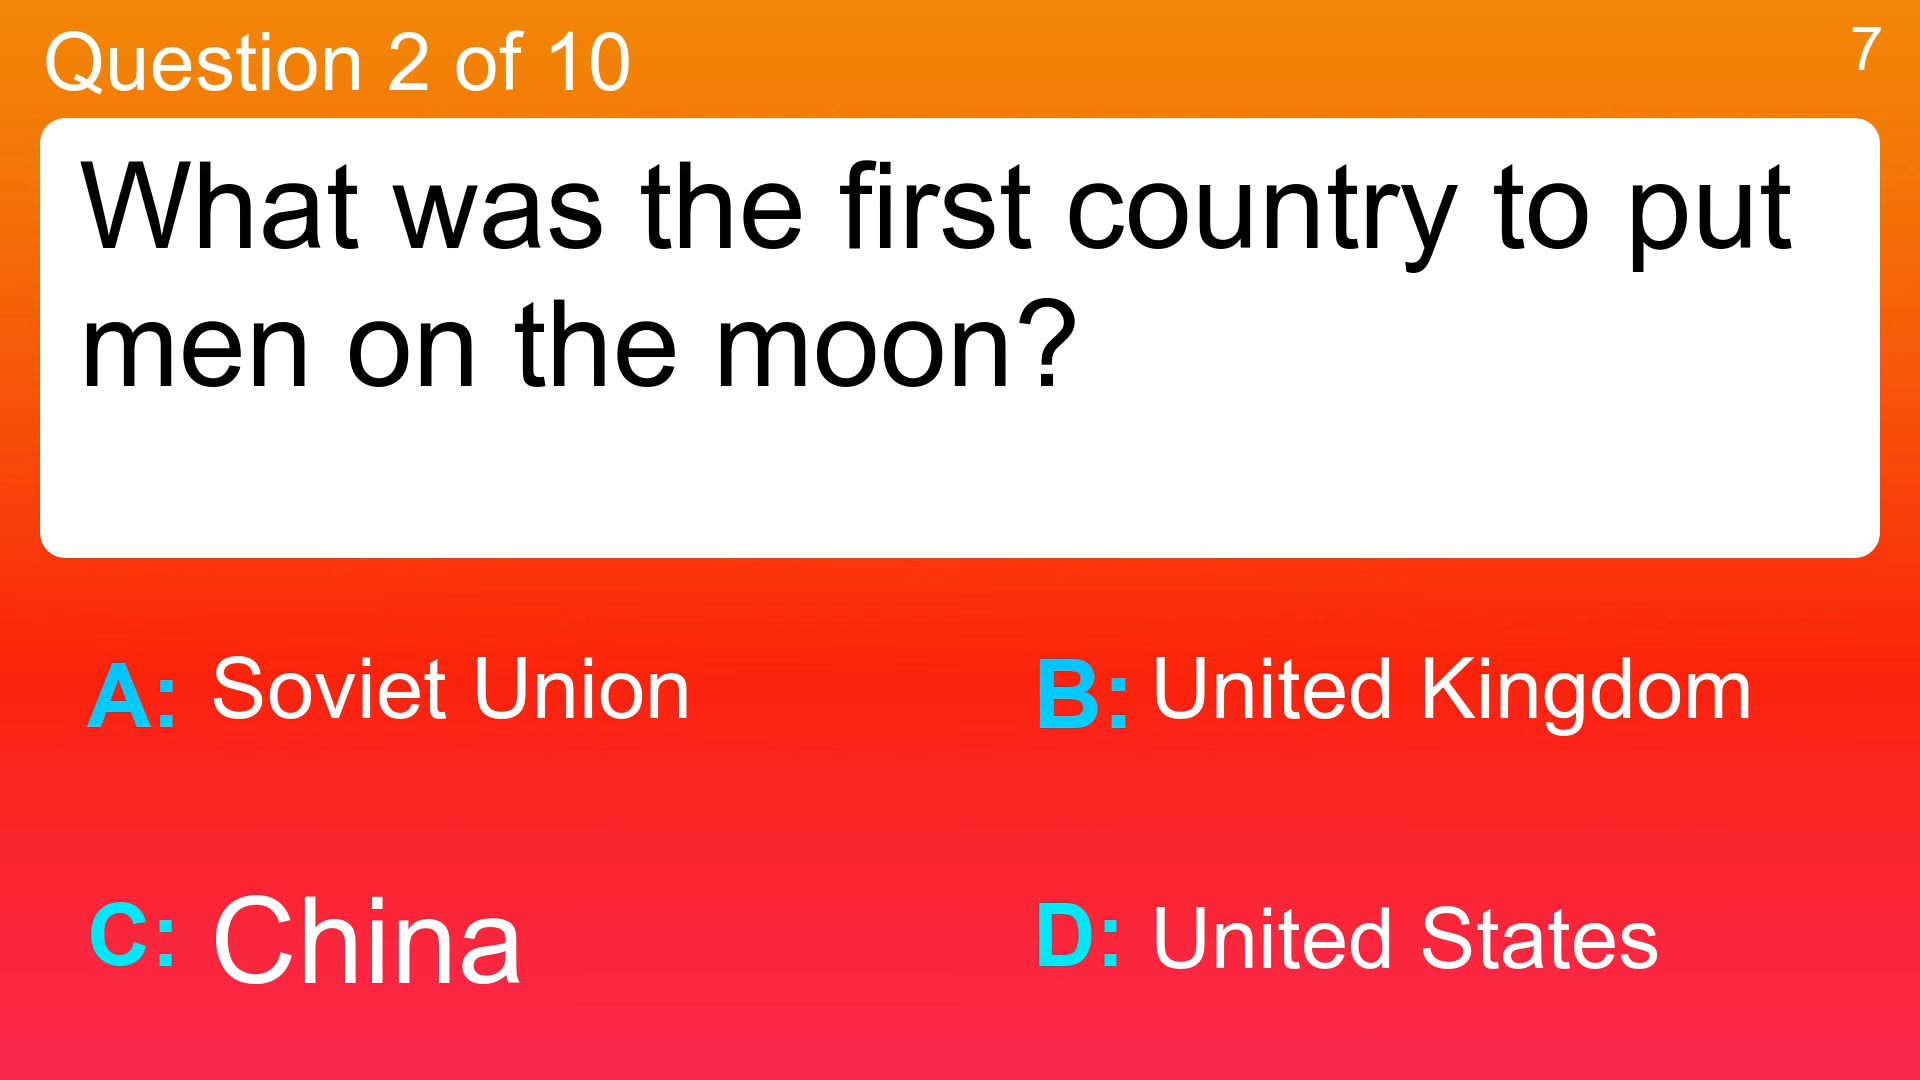 Question 2 of 10
7
What was the first country to put
men on the moon?
A: Soviet Union
B: United Kingdom
C: China
D: United States